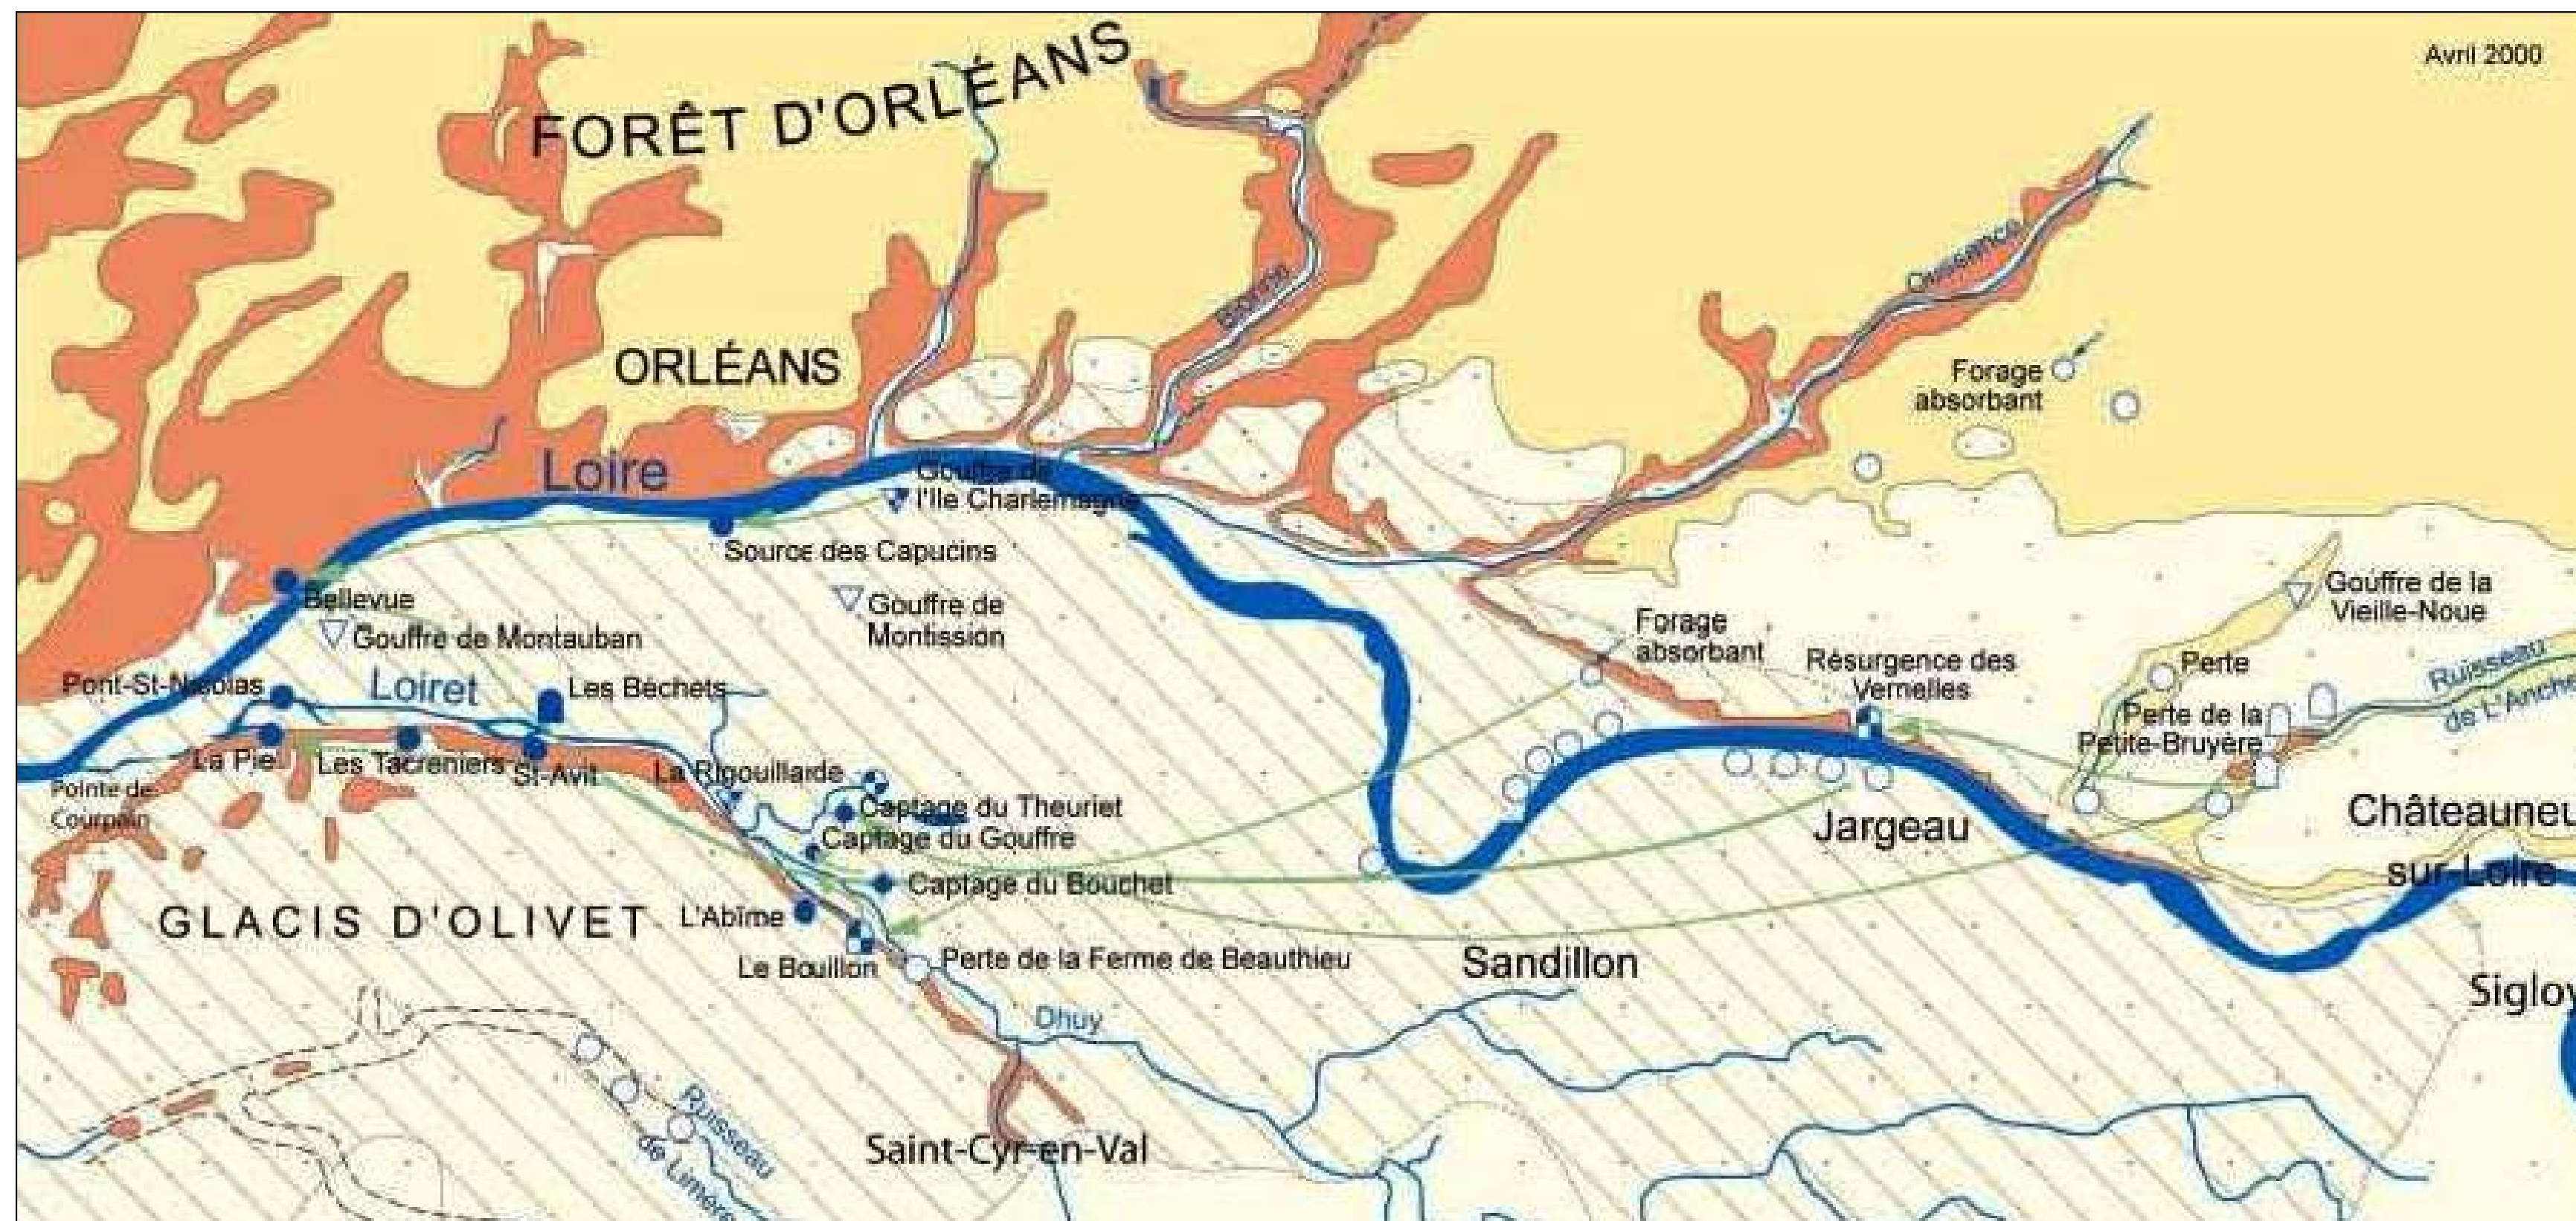 Avril 2000
FORÊT D'ORLÉANS
Bionne
Oussance
ORLÉANS
Forage
absorbant
Loire
Gouffre de
l'Ile Charlemagne
Source des Capucins
Bellevue
Gouffre de Montauban
Gouffre de
Montission
Gouffre de la
Vieille-Noue
Forage
absorbant
Résurgence des
Vernelles
Perte
Ruisseau
de L'Anche
Pont-St-Nicolas
Loiret
Les Béchets
Perte de la
Petite-Bruyère
La Pie
Les Tacreniers
St-Avit
La Rigouillarde
Pointe de
Courpain
Captage du Theuriet
Captage du Gouffre
Jargeau
Châteauneu
sur-Loire
Captage du Bouchet
GLACIS D'OLIVET
L'Abîme
Le Bouillon
Perte de la Ferme de Beauthieu
Sandillon
Sigloy
Dhuy
Ruisseau
de Limère
Saint-Cyr-en-Val